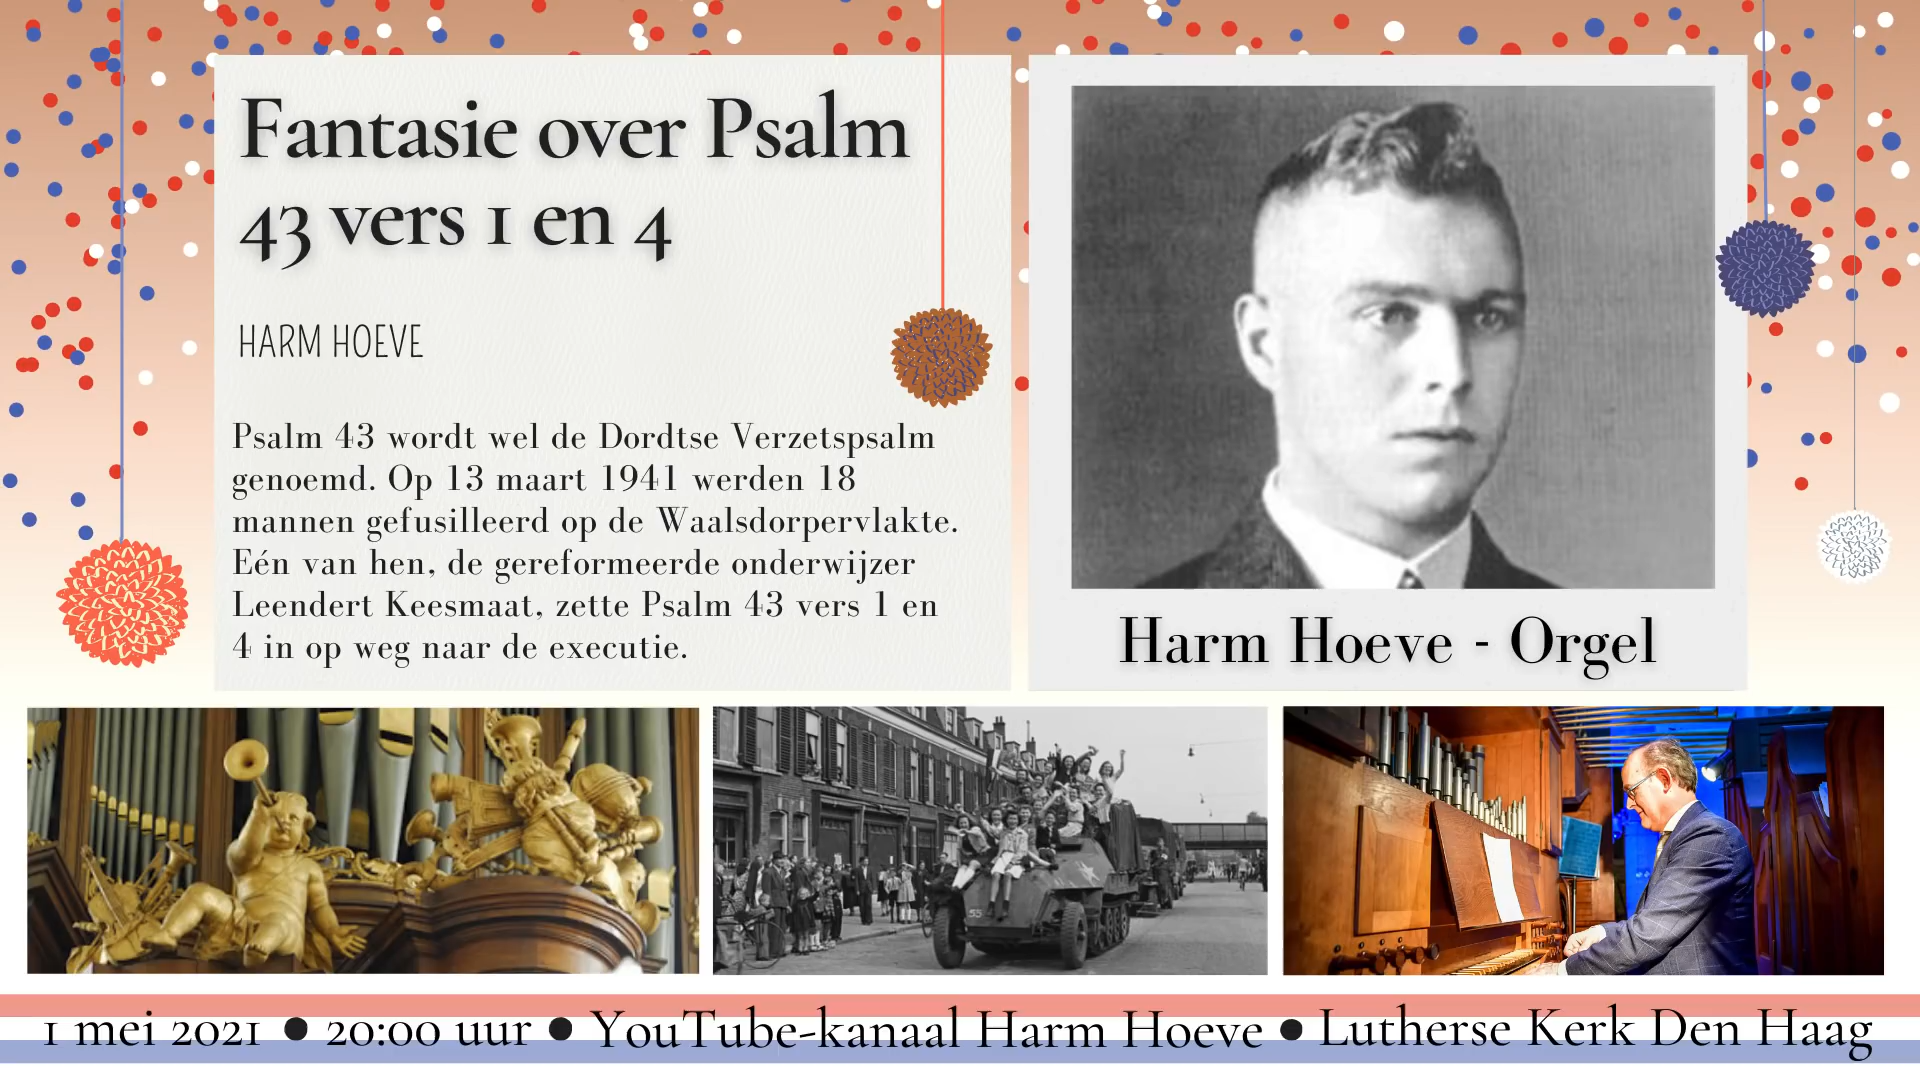 Fantasie over Psalm
43 vers 1 en 4
HARM HOEVE
Psalm 43 wordt wel de Dordtse Verzetspsalm
genoemd. Op 13 maart 1941 werden 18
mannen gefusilleerd op de Waalsdorpervlakte.
Eén van hen, de gereformeerde onderwijzer
Leendert Keesmaat, zette Psalm 43 vers 1 en
4 in op weg naar de executie.
Harm Hoeve - Orgel
55
1 mei 2021 ● 20:00 uur ● YouTube-kanaal Harm Hoeve ● Lutherse Kerk Den Haag